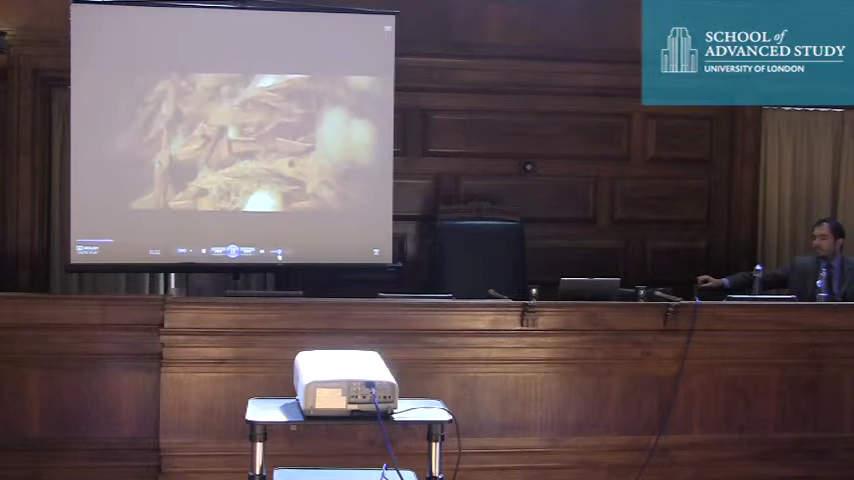 SCHOOL of
ADVANCED STUDY
UNIVERSITY OF LONDON